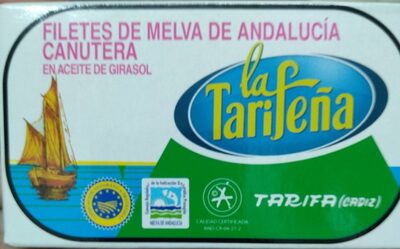 FILETES DE MELVA DE ANDALUCÍA
CANUTERA
EN ACEITE DE GIRASOL
la
Tarifeña
MELVA DE ANDALUCÍA
CALIDAD CERTIFICADA
TARIFA (CADIZ)